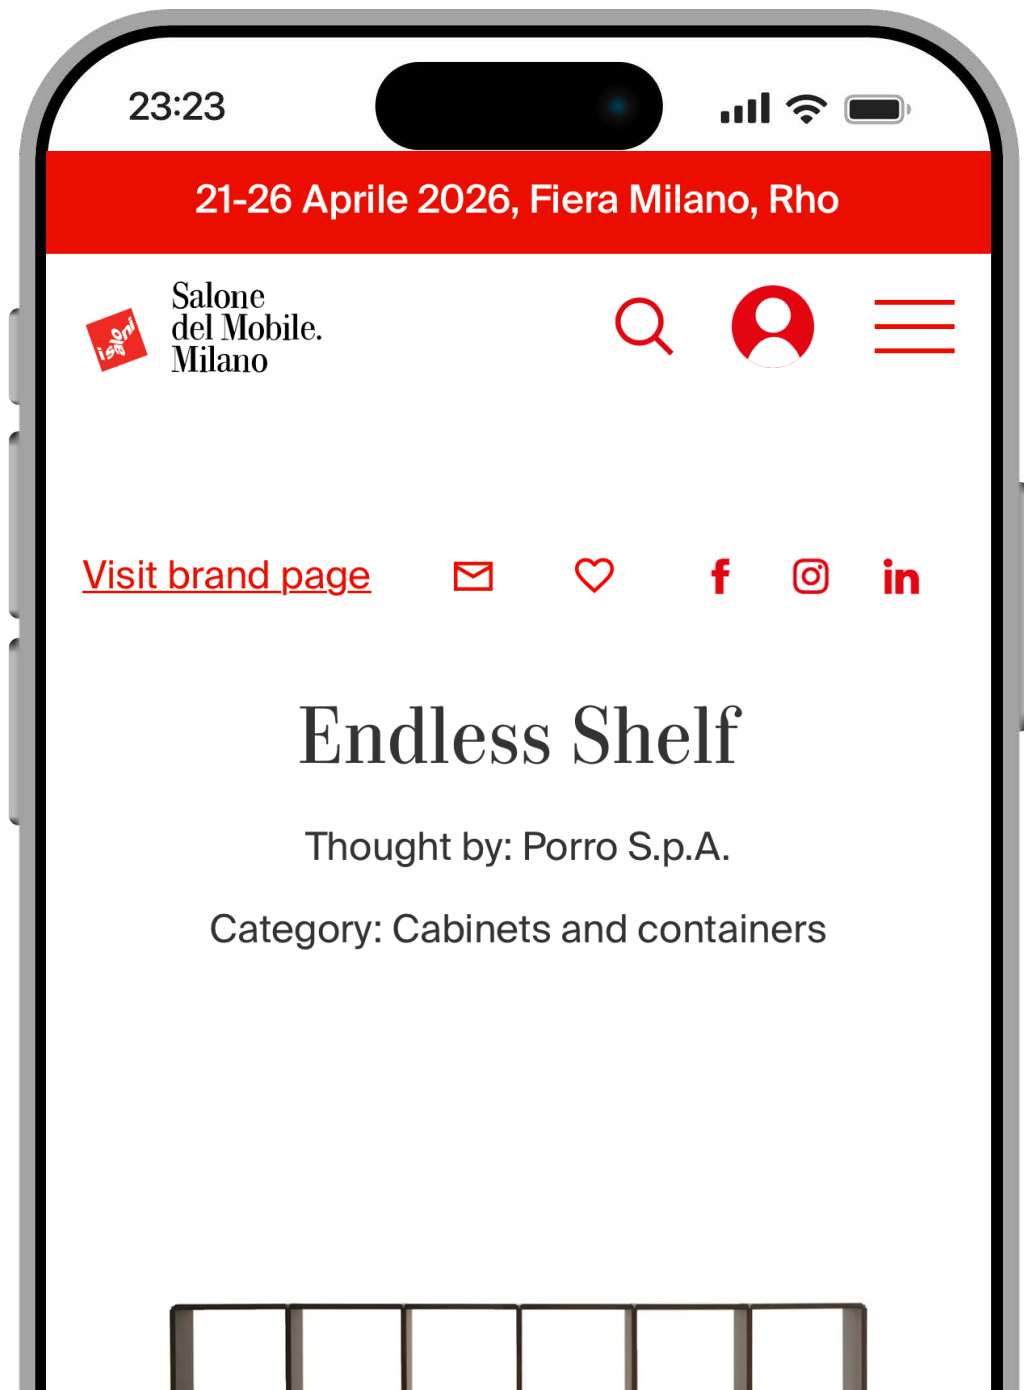 23:23
21-26 Aprile 2026, Fiera Milano, Rho
i saloni
Salone
del Mobile.
Milano
Visit brand page
Endless Shelf
Thought by: Porro S.p.A.
Category: Cabinets and containers